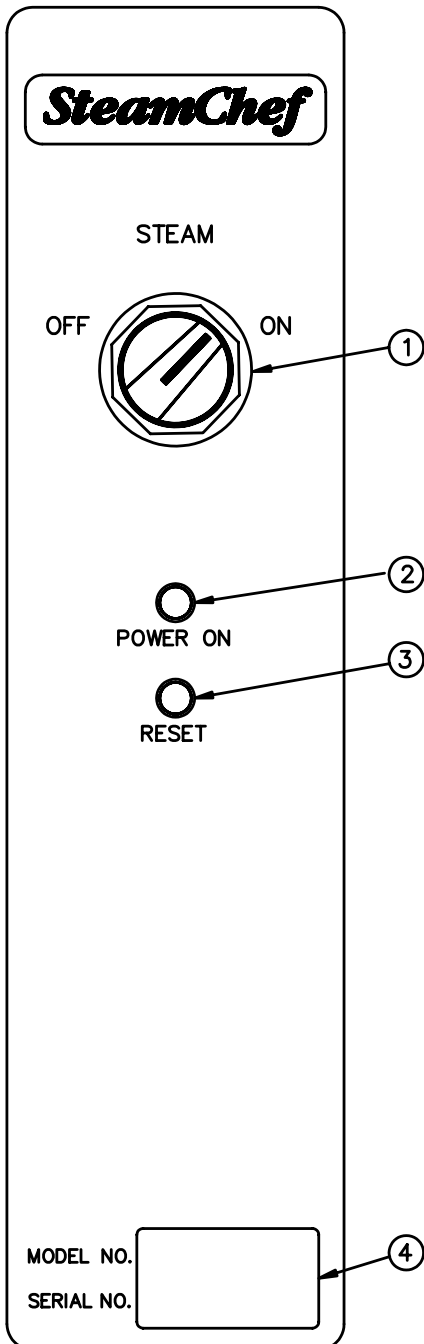 SteamChef
STEAM
OFF ON
1
2
POWER ON
3
RESET
MODEL NO.
4
SERIAL NO.